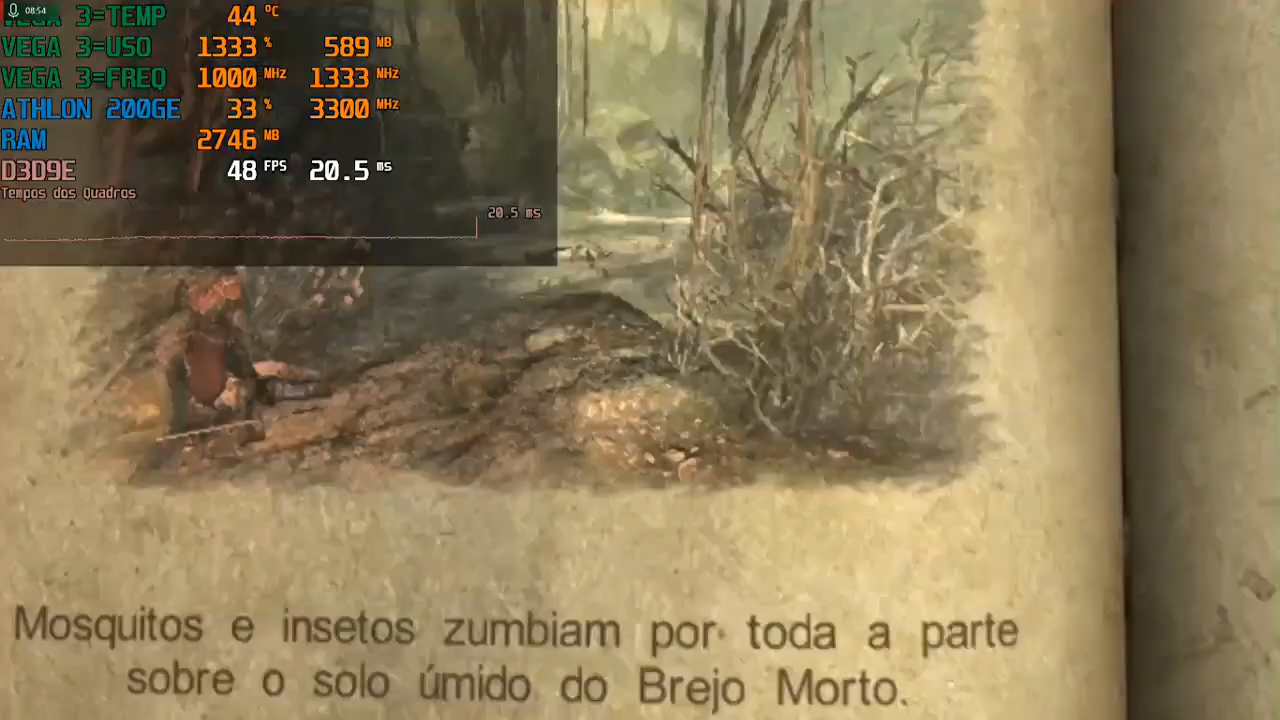 08:54
VEGA 3=TEMP 44 °C
VEGA 3=USO 1333 % 589 MB
VEGA 3=FREQ 1000 MHz 1333 MHz
ATHLON 200GE 33 % 3300 MHz
RAM 2746 MB
D3D9E 48 FPS 20.5 ms
Tempos dos Quadros
20.5 ms
Mosquitos e insetos zumbiam por toda a parte
sobre o solo úmido do Brejo Morto.